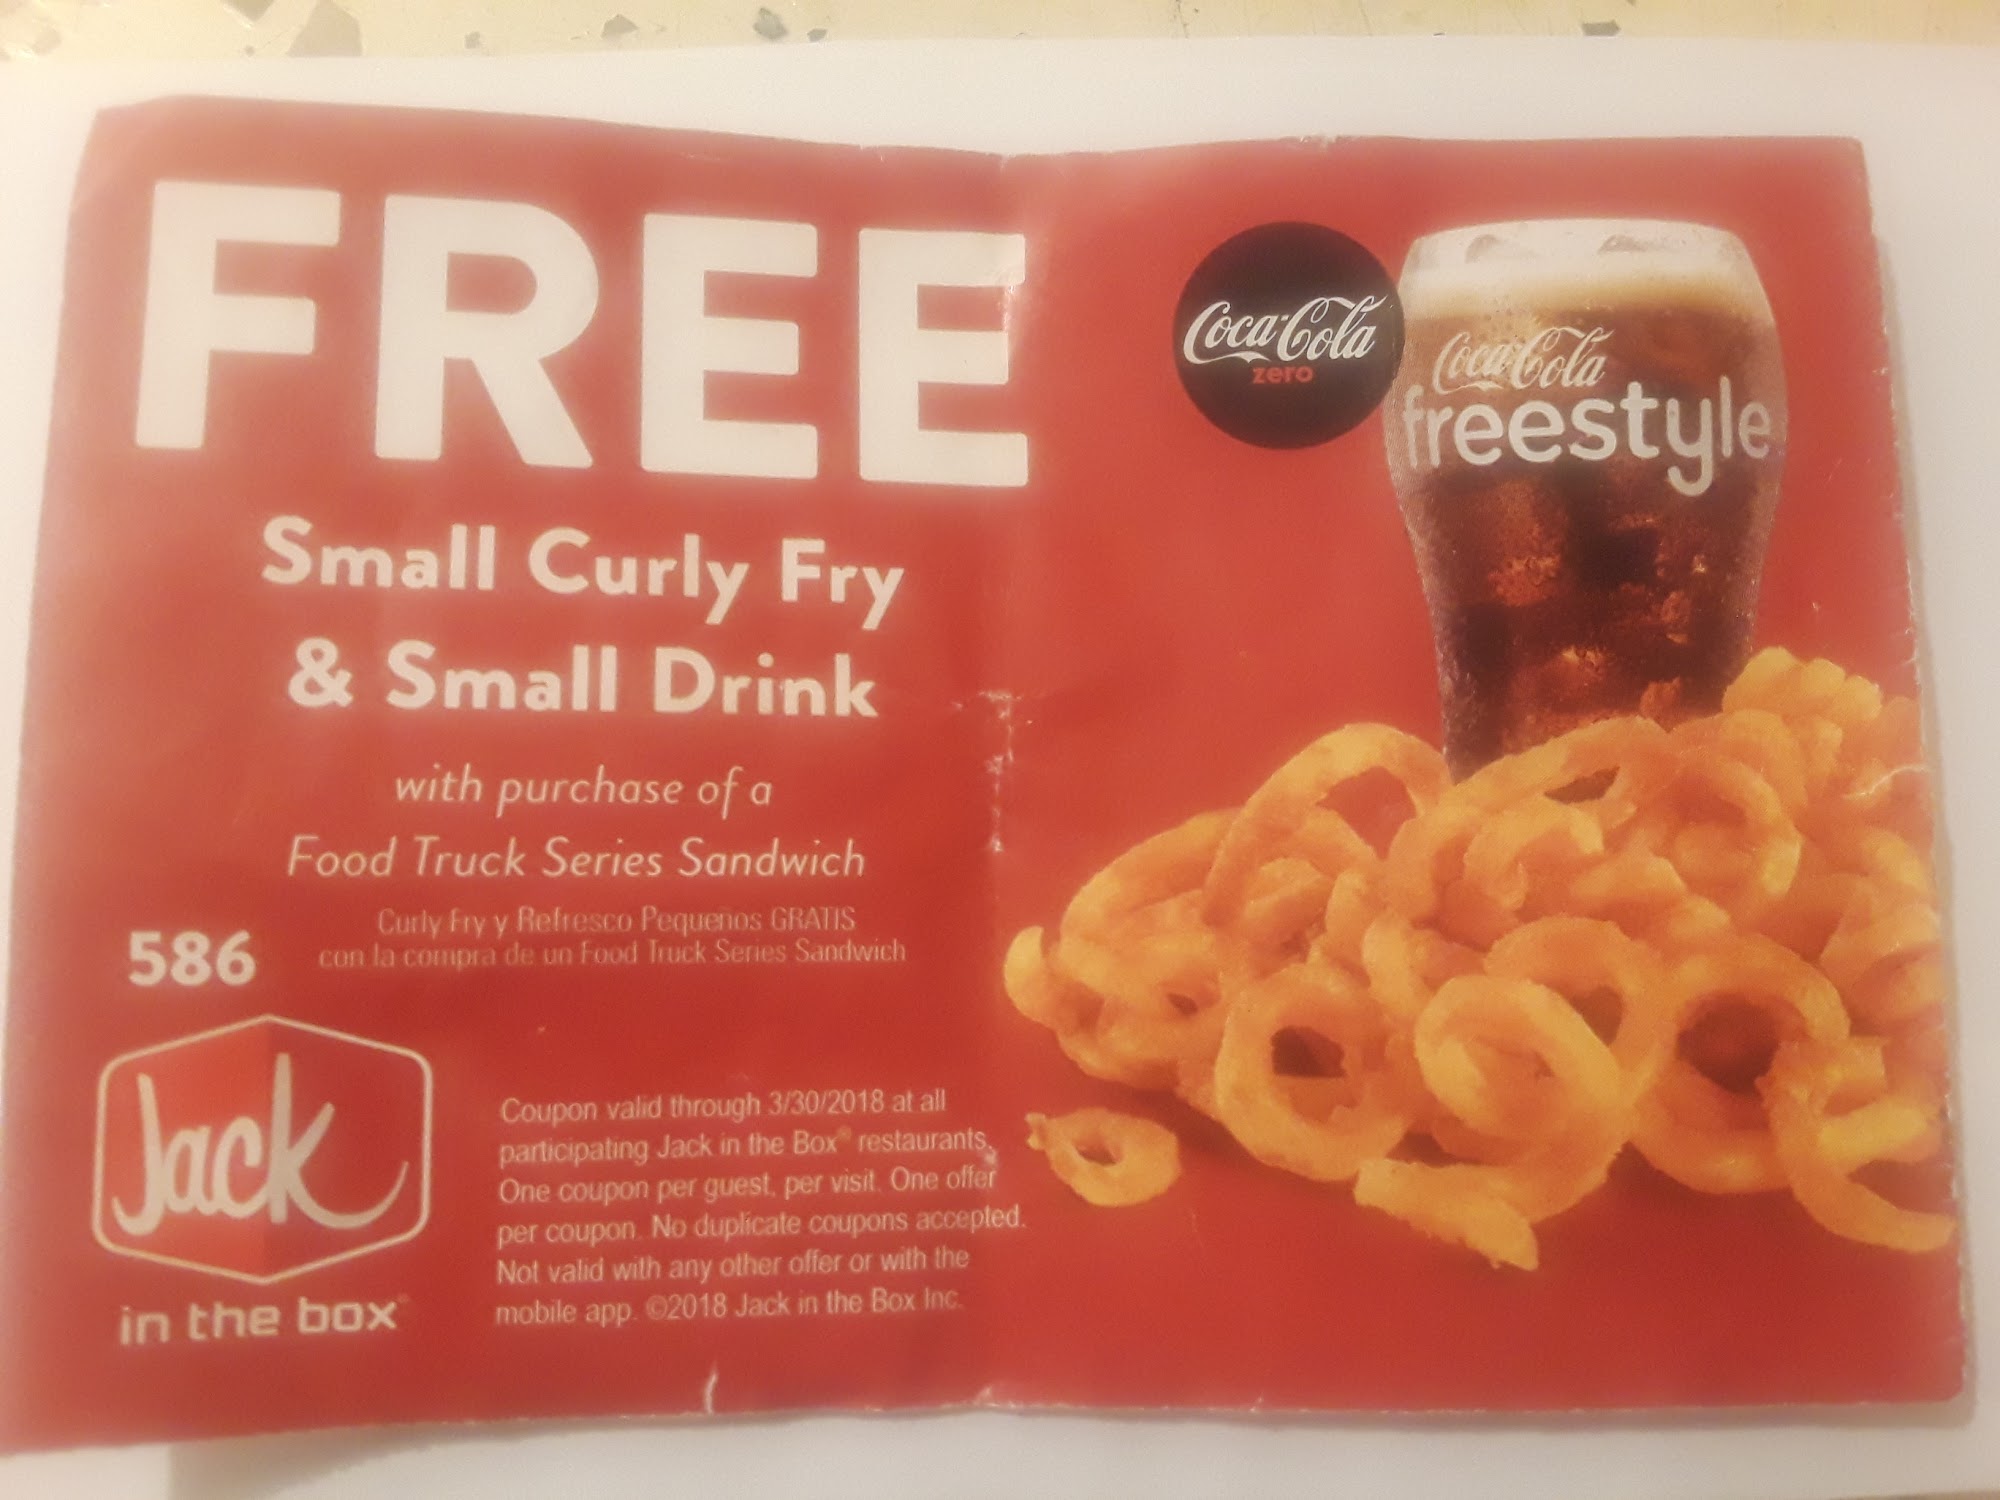 FREE
Small Curly Fry
& Small Drink
with purchase of a
Food Truck Series Sandwich
Curly Fry y Refresco Pequeños GRATIS
con la compra de un Food Truck Series Sandwich
586
Jack
in the box®
Coupon valid through 3/30/2018 at all
participating Jack in the Box® restaurants.
One coupon per guest, per visit. One offer
per coupon. No duplicate coupons accepted.
Not valid with any other offer or with the
mobile app. ©2018 Jack in the Box Inc.
Coca-Cola
zero
Coca-Cola
freestyle